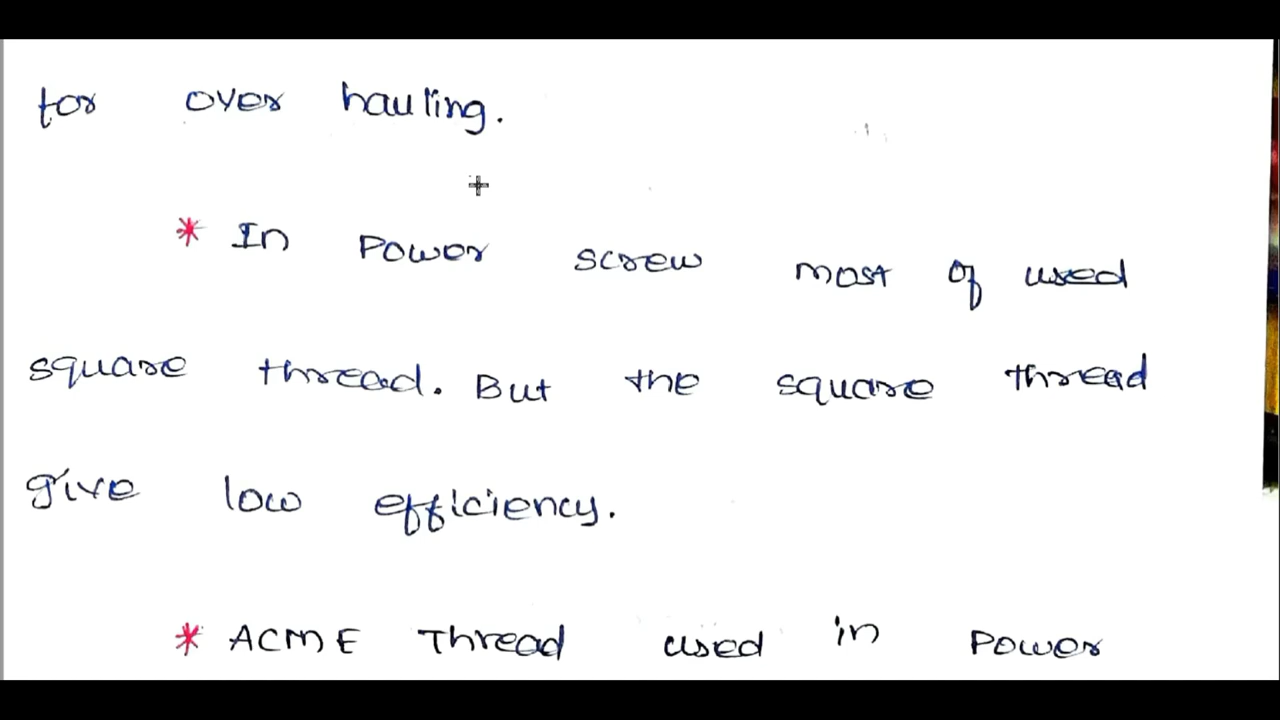 for over hauling.
* In Power screw most of used
square thread. But the square thread
give low efficiency.
* ACME Thread used in Power